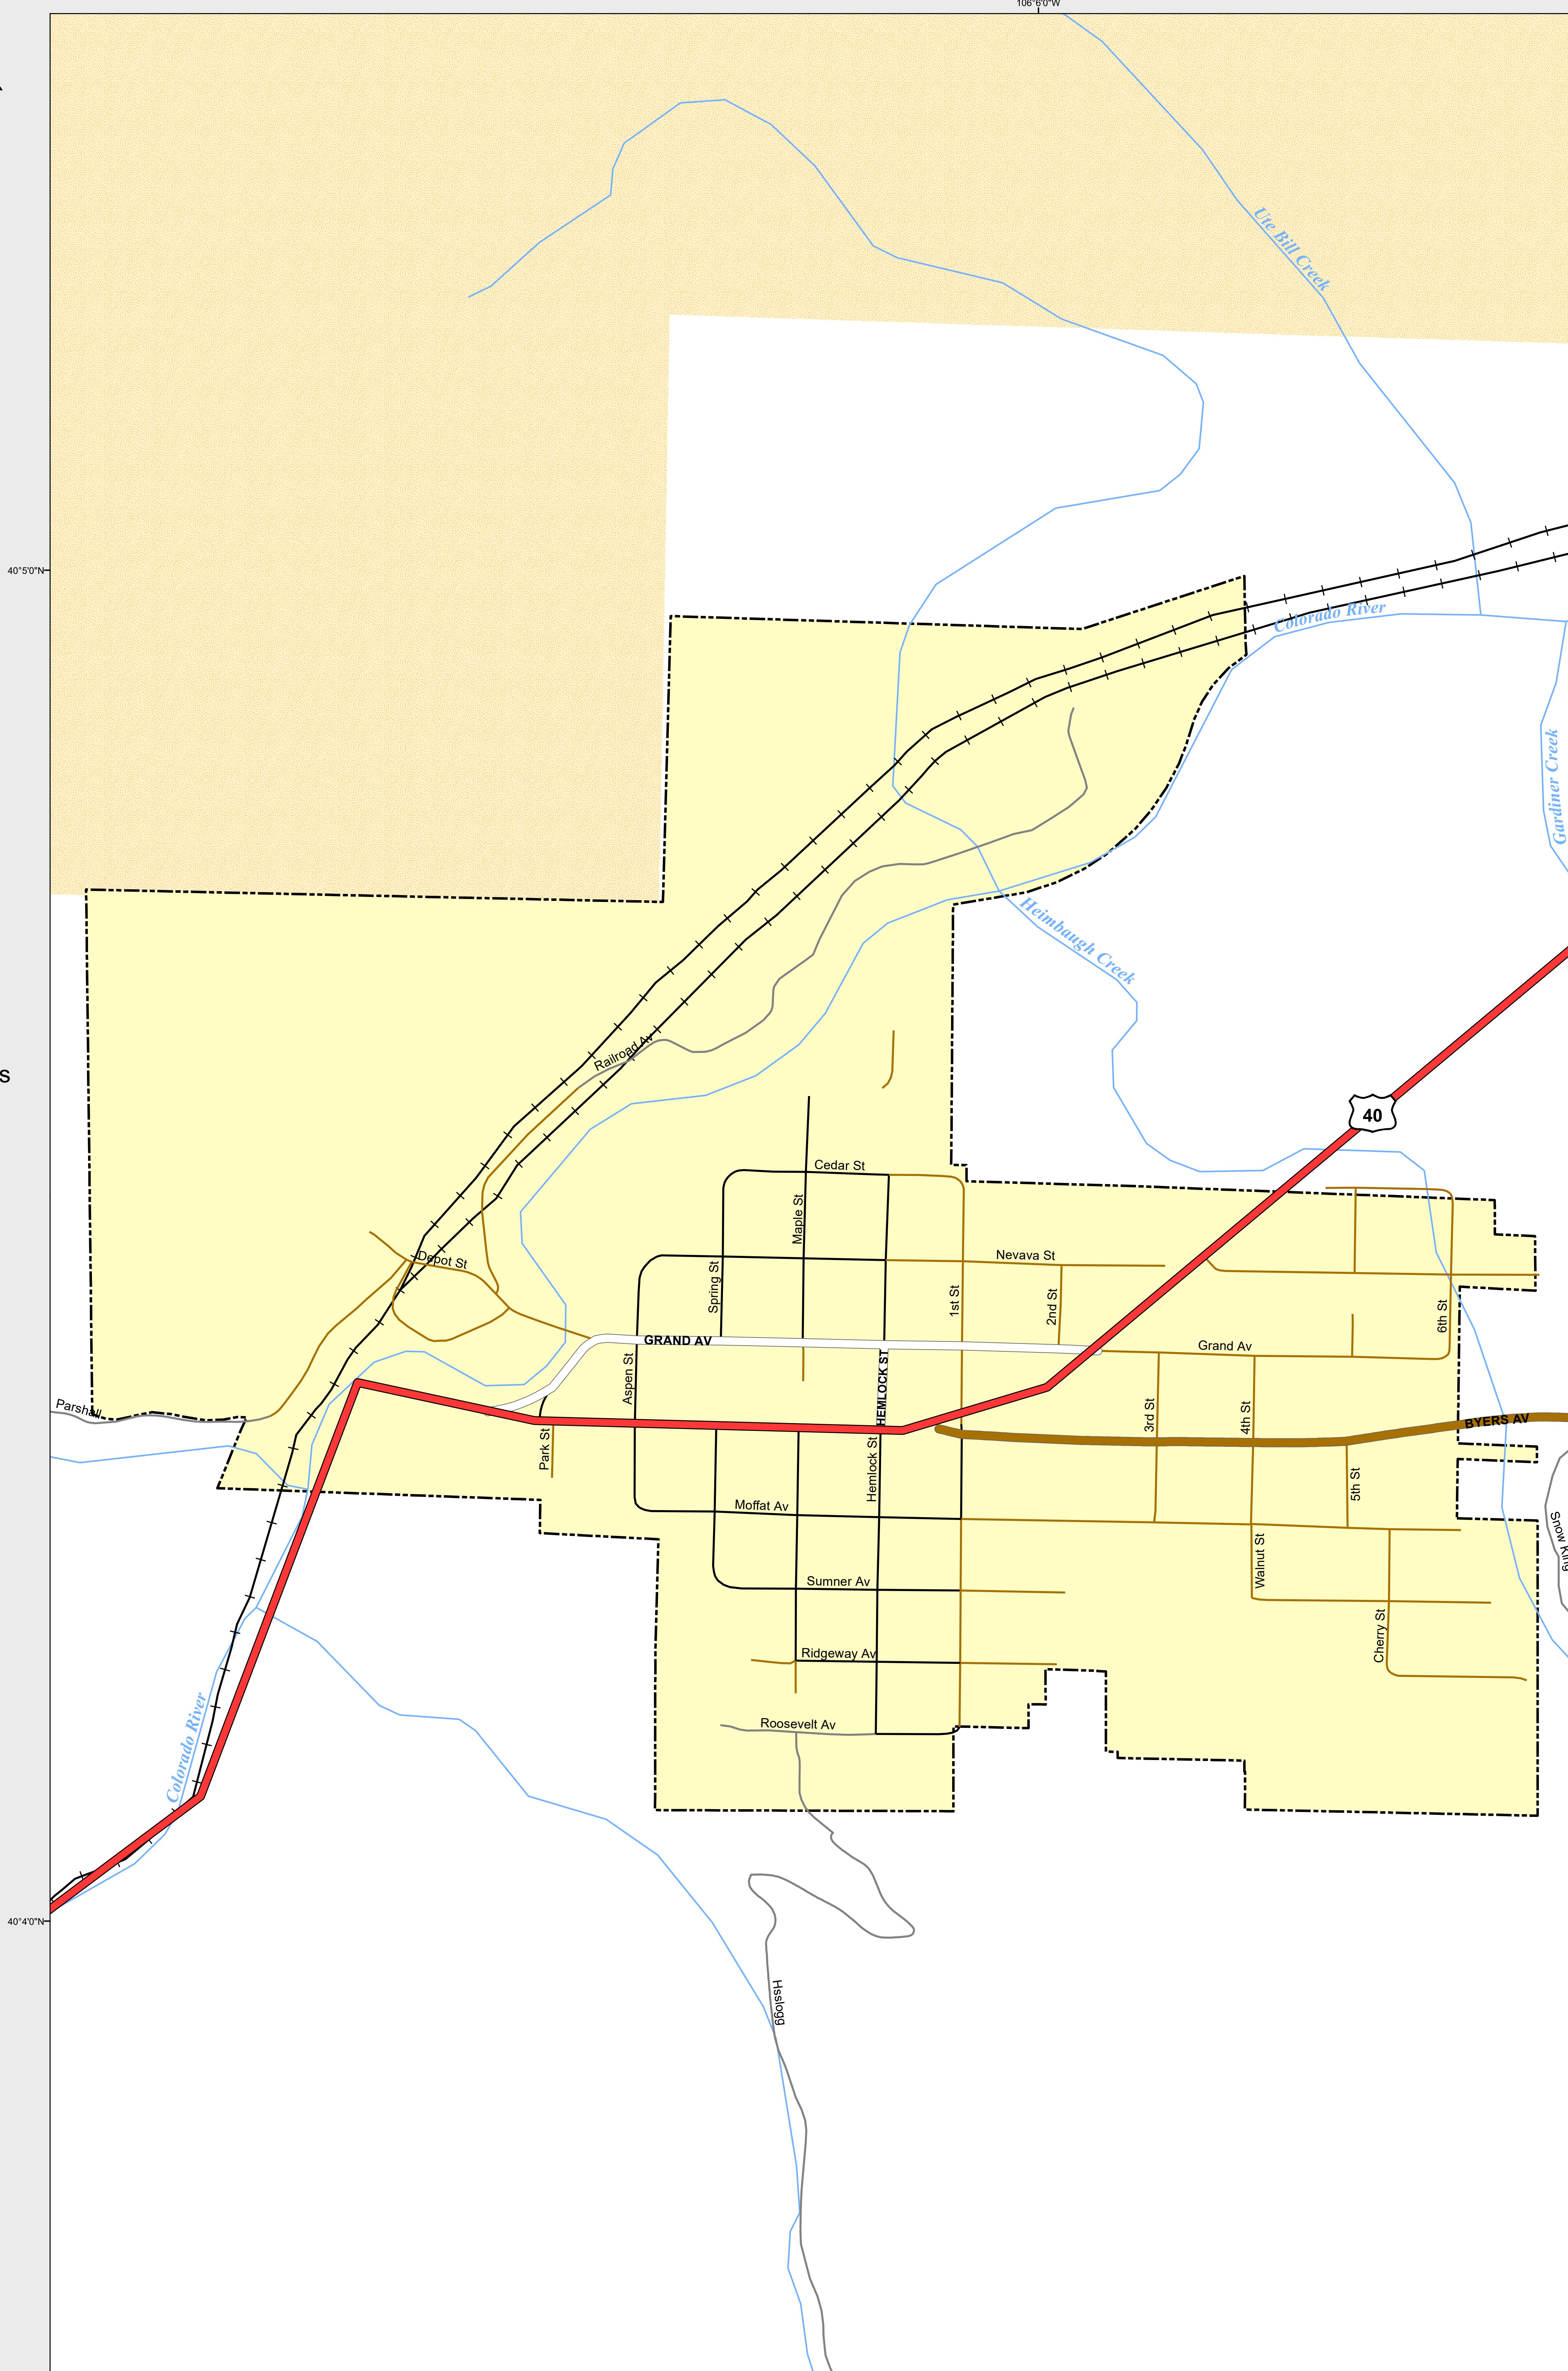 106°6'0"W
Ute Bill Creek
40°5'0"N
Colorado River
Gardiner Creek
Heimbaugh Creek
Railroad Av
S
40
Cedar St
Maple St
Depot St
Nevava St
Spring St
1st St
2nd St
6th St
GRAND AV
Grand Av
Aspen St
HEMLOCK ST
Parshall
3rd St
4th St
BYERS AV
Park St
Hemlock St
5th St
Moffat Av
Snow King
Walnut St
Sumner Av
Cherry St
Ridgeway Av
Colorado River
Roosevelt Av
40°4'0"N
Hsslogg